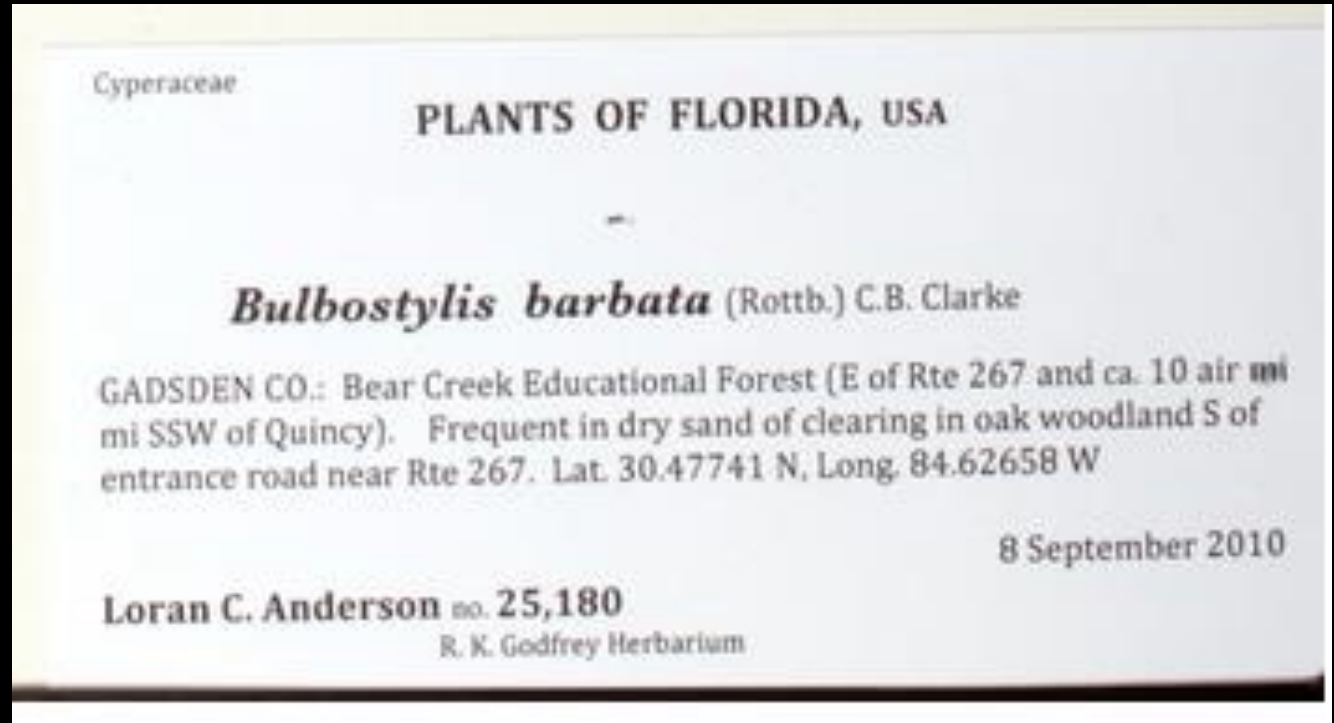 Cyperaceae
PLANTS OF FLORIDA, USA
Bulbostylis barbata (Rottb.) C.B. Clarke
GADSDEN CO.: Bear Creek Educational Forest (E of Rte 267 and ca. 10 air mi
mi SSW of Quincy). Frequent in dry sand of clearing in oak woodland S of
entrance road near Rte 267. Lat. 30.47741 N, Long. 84.62658 W
8 September 2010
Loran C. Anderson no. 25,180
R. K. Godfrey Herbarium